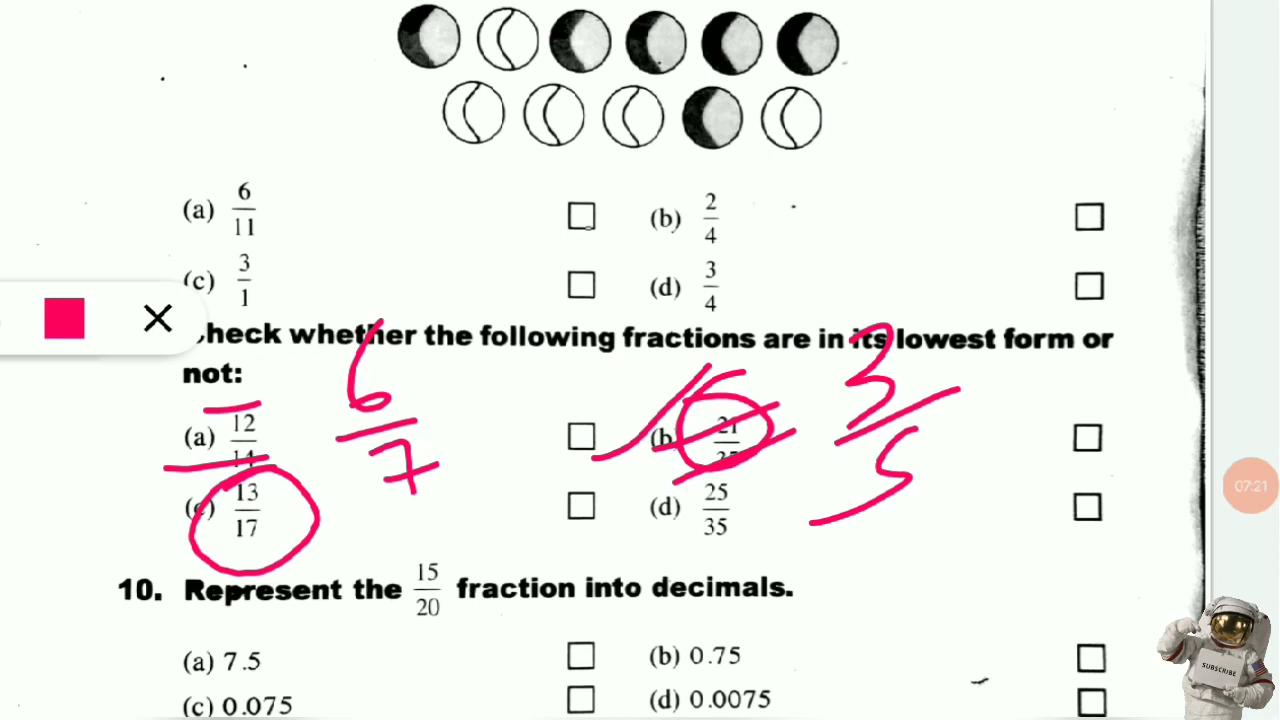 (a) 6/11 (b) 2/4
(c) 3/1 (d) 3/4
heck whether the following fractions are in its lowest form or
not:
(a) 12/14 6/7 (b 3/5
(c) 13/17 (d) 25/35
10. Represent the 15/20 fraction into decimals.
(a) 7.5 (b) 0.75
(c) 0.075 (d) 0.0075
07:21
SUBSCRIBE